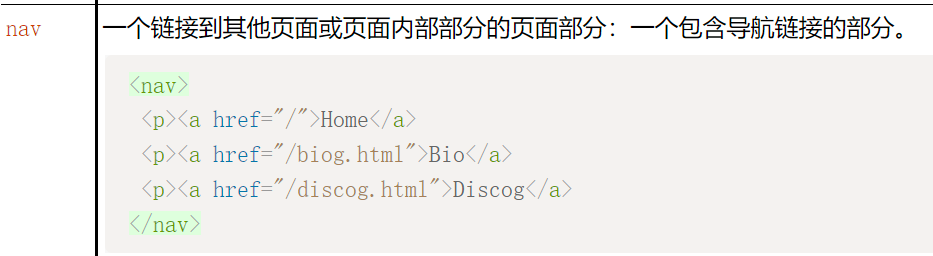 nav
一个链接到其他页面或页面内部部分的页面部分：一个包含导航链接的部分。
<nav>
<p><a href="/">Home</a>
<p><a href="/biog.html">Bio</a>
<p><a href="/discog.html">Discog</a>
</nav>